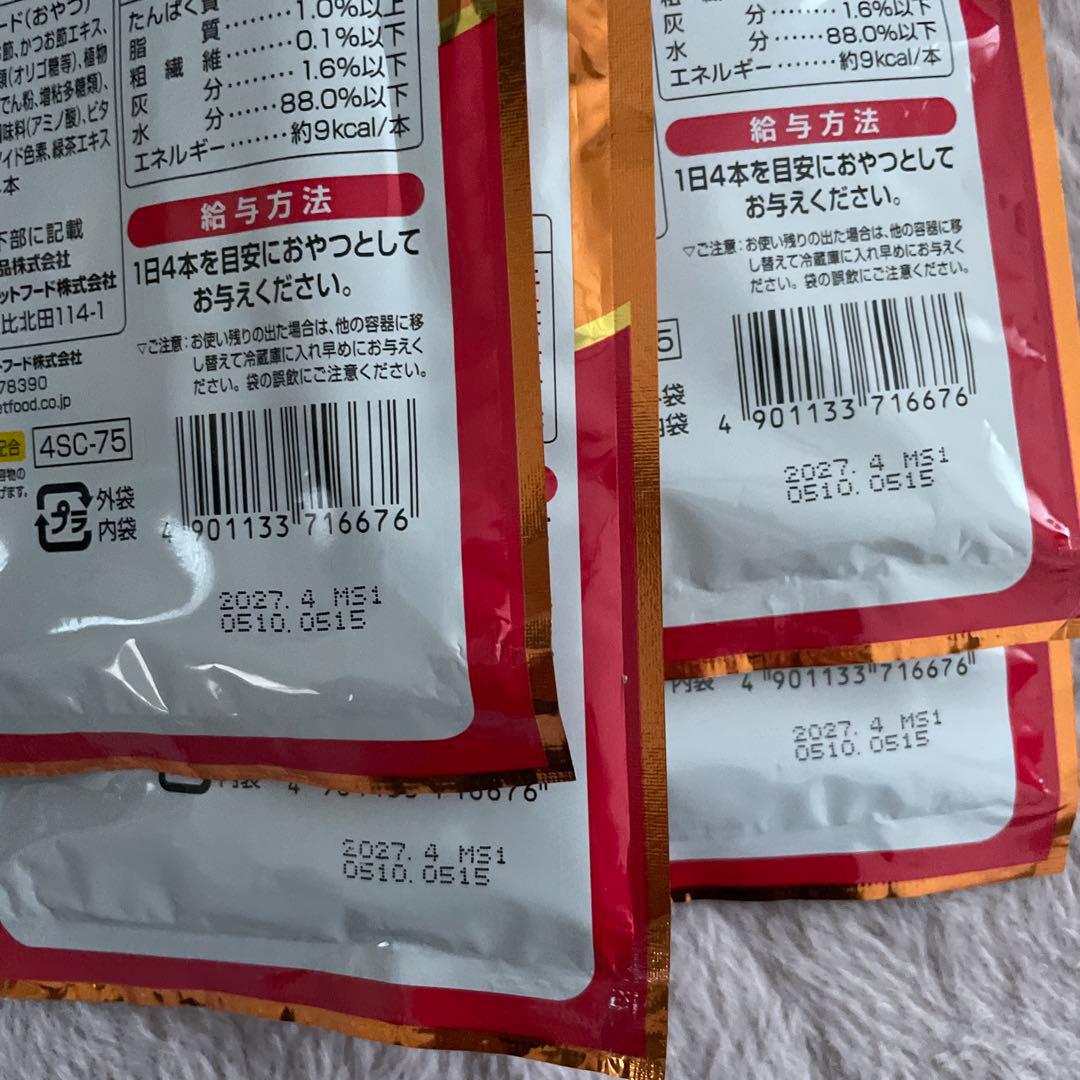 ード(おやつ)
節、かつお節エキス、
類(オリゴ糖等)、植物
でん粉、増粘多糖類)、
調味料(アミノ酸)、ビタ
イド色素、緑茶エキス
本
下部に記載
品株式会社
ットフード株式会社
比北田114-1
フード株式会社
78390
etfood.co.jp
配合
4SC-75
外袋
内袋
プラ
たんぱく質
脂質………1.0%以上
粗繊維………0.1%以下
灰分………1.6%以下
水分………88.0%以下
エネルギー………約9kcal/本
給与方法
1日4本を目安におやつとして
お与えください。
▽ご注意:お使い残りの出た場合は、他の容器に移
し替えて冷蔵庫に入れ早めにお与えく
ださい。袋の誤飲にご注意ください。
4 901133 716676
2027.4 MS1
0510.0515
灰分………1.6%以下
水分………88.0%以下
エネルギー………約9kcal/本
給与方法
1日4本を目安におやつとして
お与えください。
▽ご注意:お使い残りの出た場合は、他の容器に移
し替えて冷蔵庫に入れ早めにお与えく
ださい。袋の誤飲にご注意ください。
5
袋
内袋
4 901133 716676
2027.4 MS1
0510.0515
内袋 4 901133 716676
2027.4 MS1
0510.0515
内袋 4 901133 716676
2027.4 MS1
0510.0515